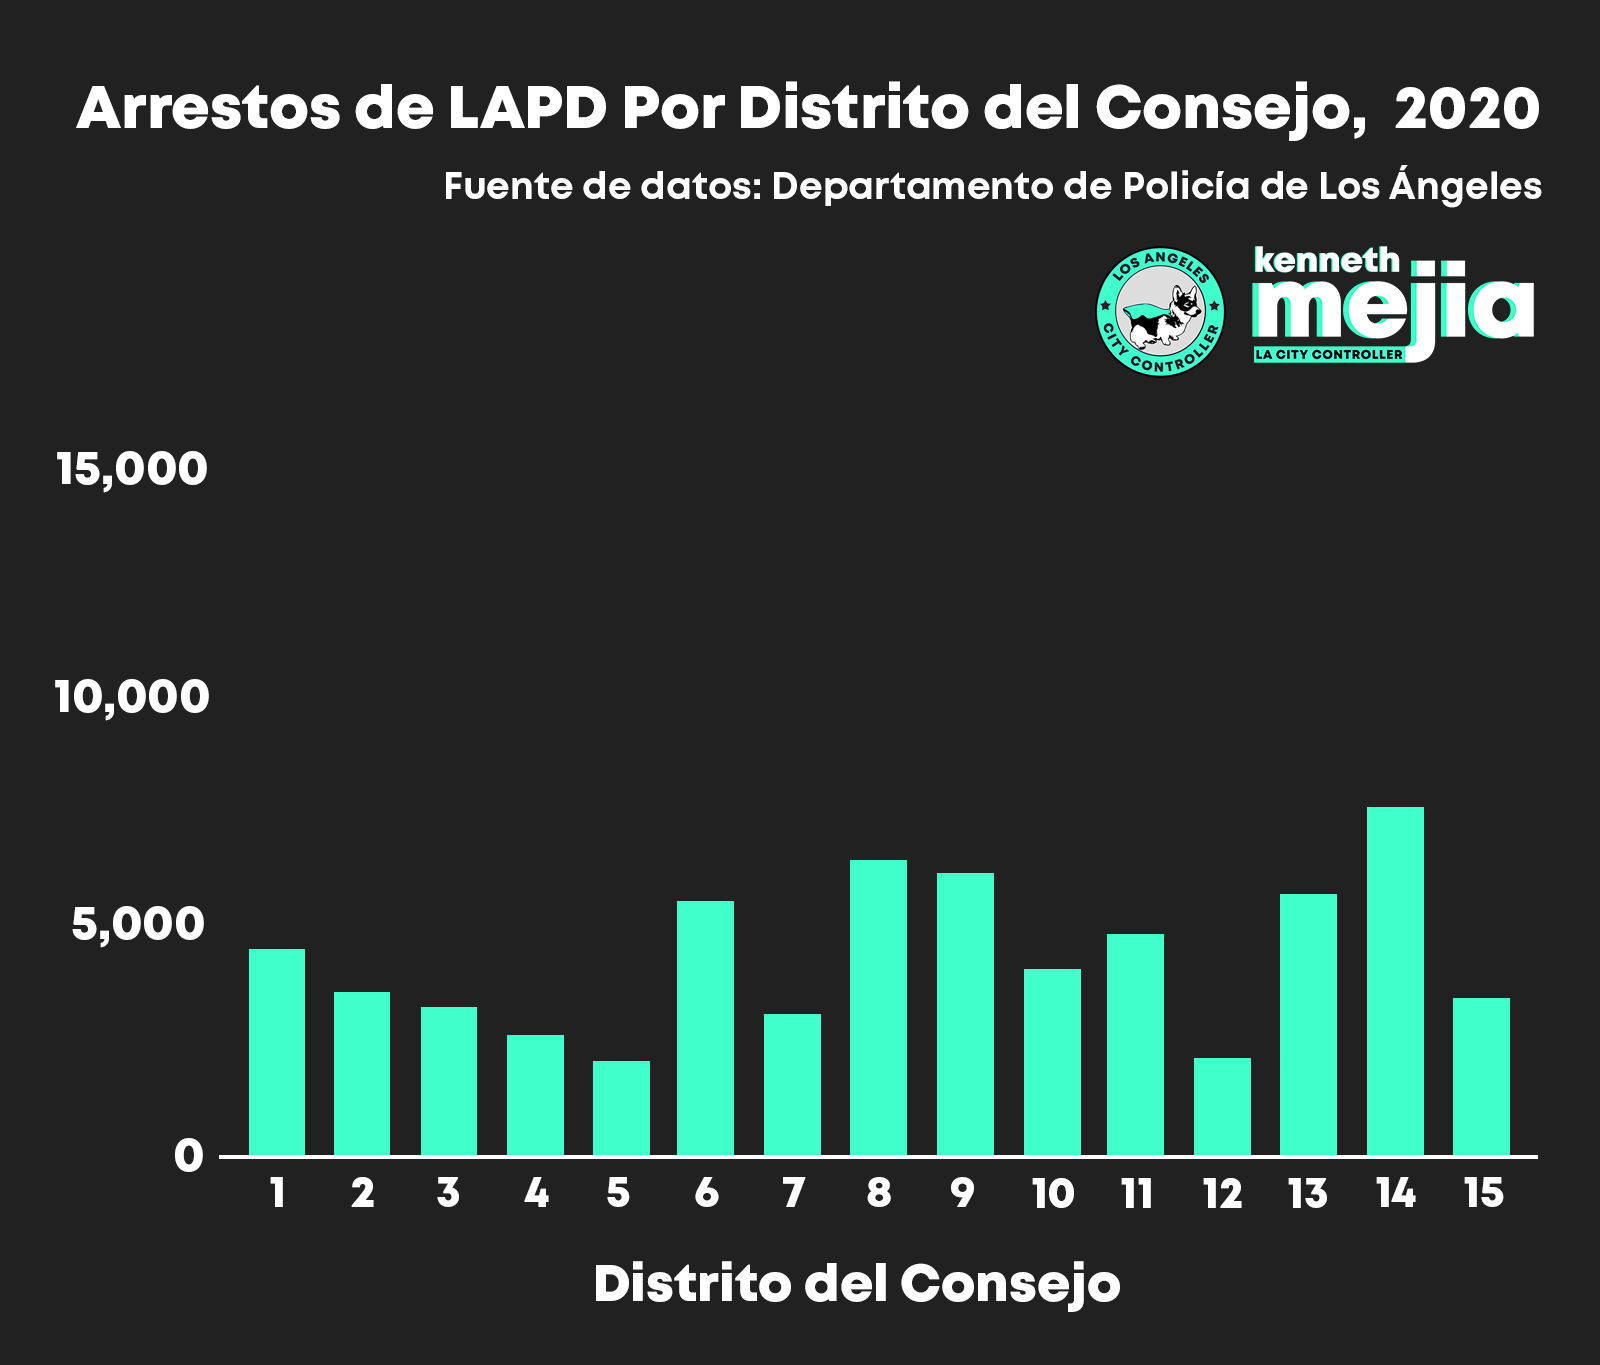 Arrestos de LAPD Por Distrito del Consejo, 2020
Fuente de datos: Departamento de Policía de Los Ángeles
LOS ANGELES
CITY CONTROLLER
kenneth
mejia
LA CITY CONTROLLER
15,000
10,000
5,000
0
1 2 3 4 5 6 7 8 9 10 11 12 13 14 15
Distrito del Consejo